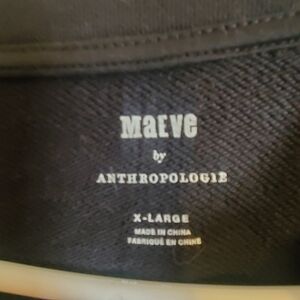 MAEVE
by
ANTHROPOLOGIE
X-LARGE
MADE IN CHINA
FABRIQUÉ EN CHINE